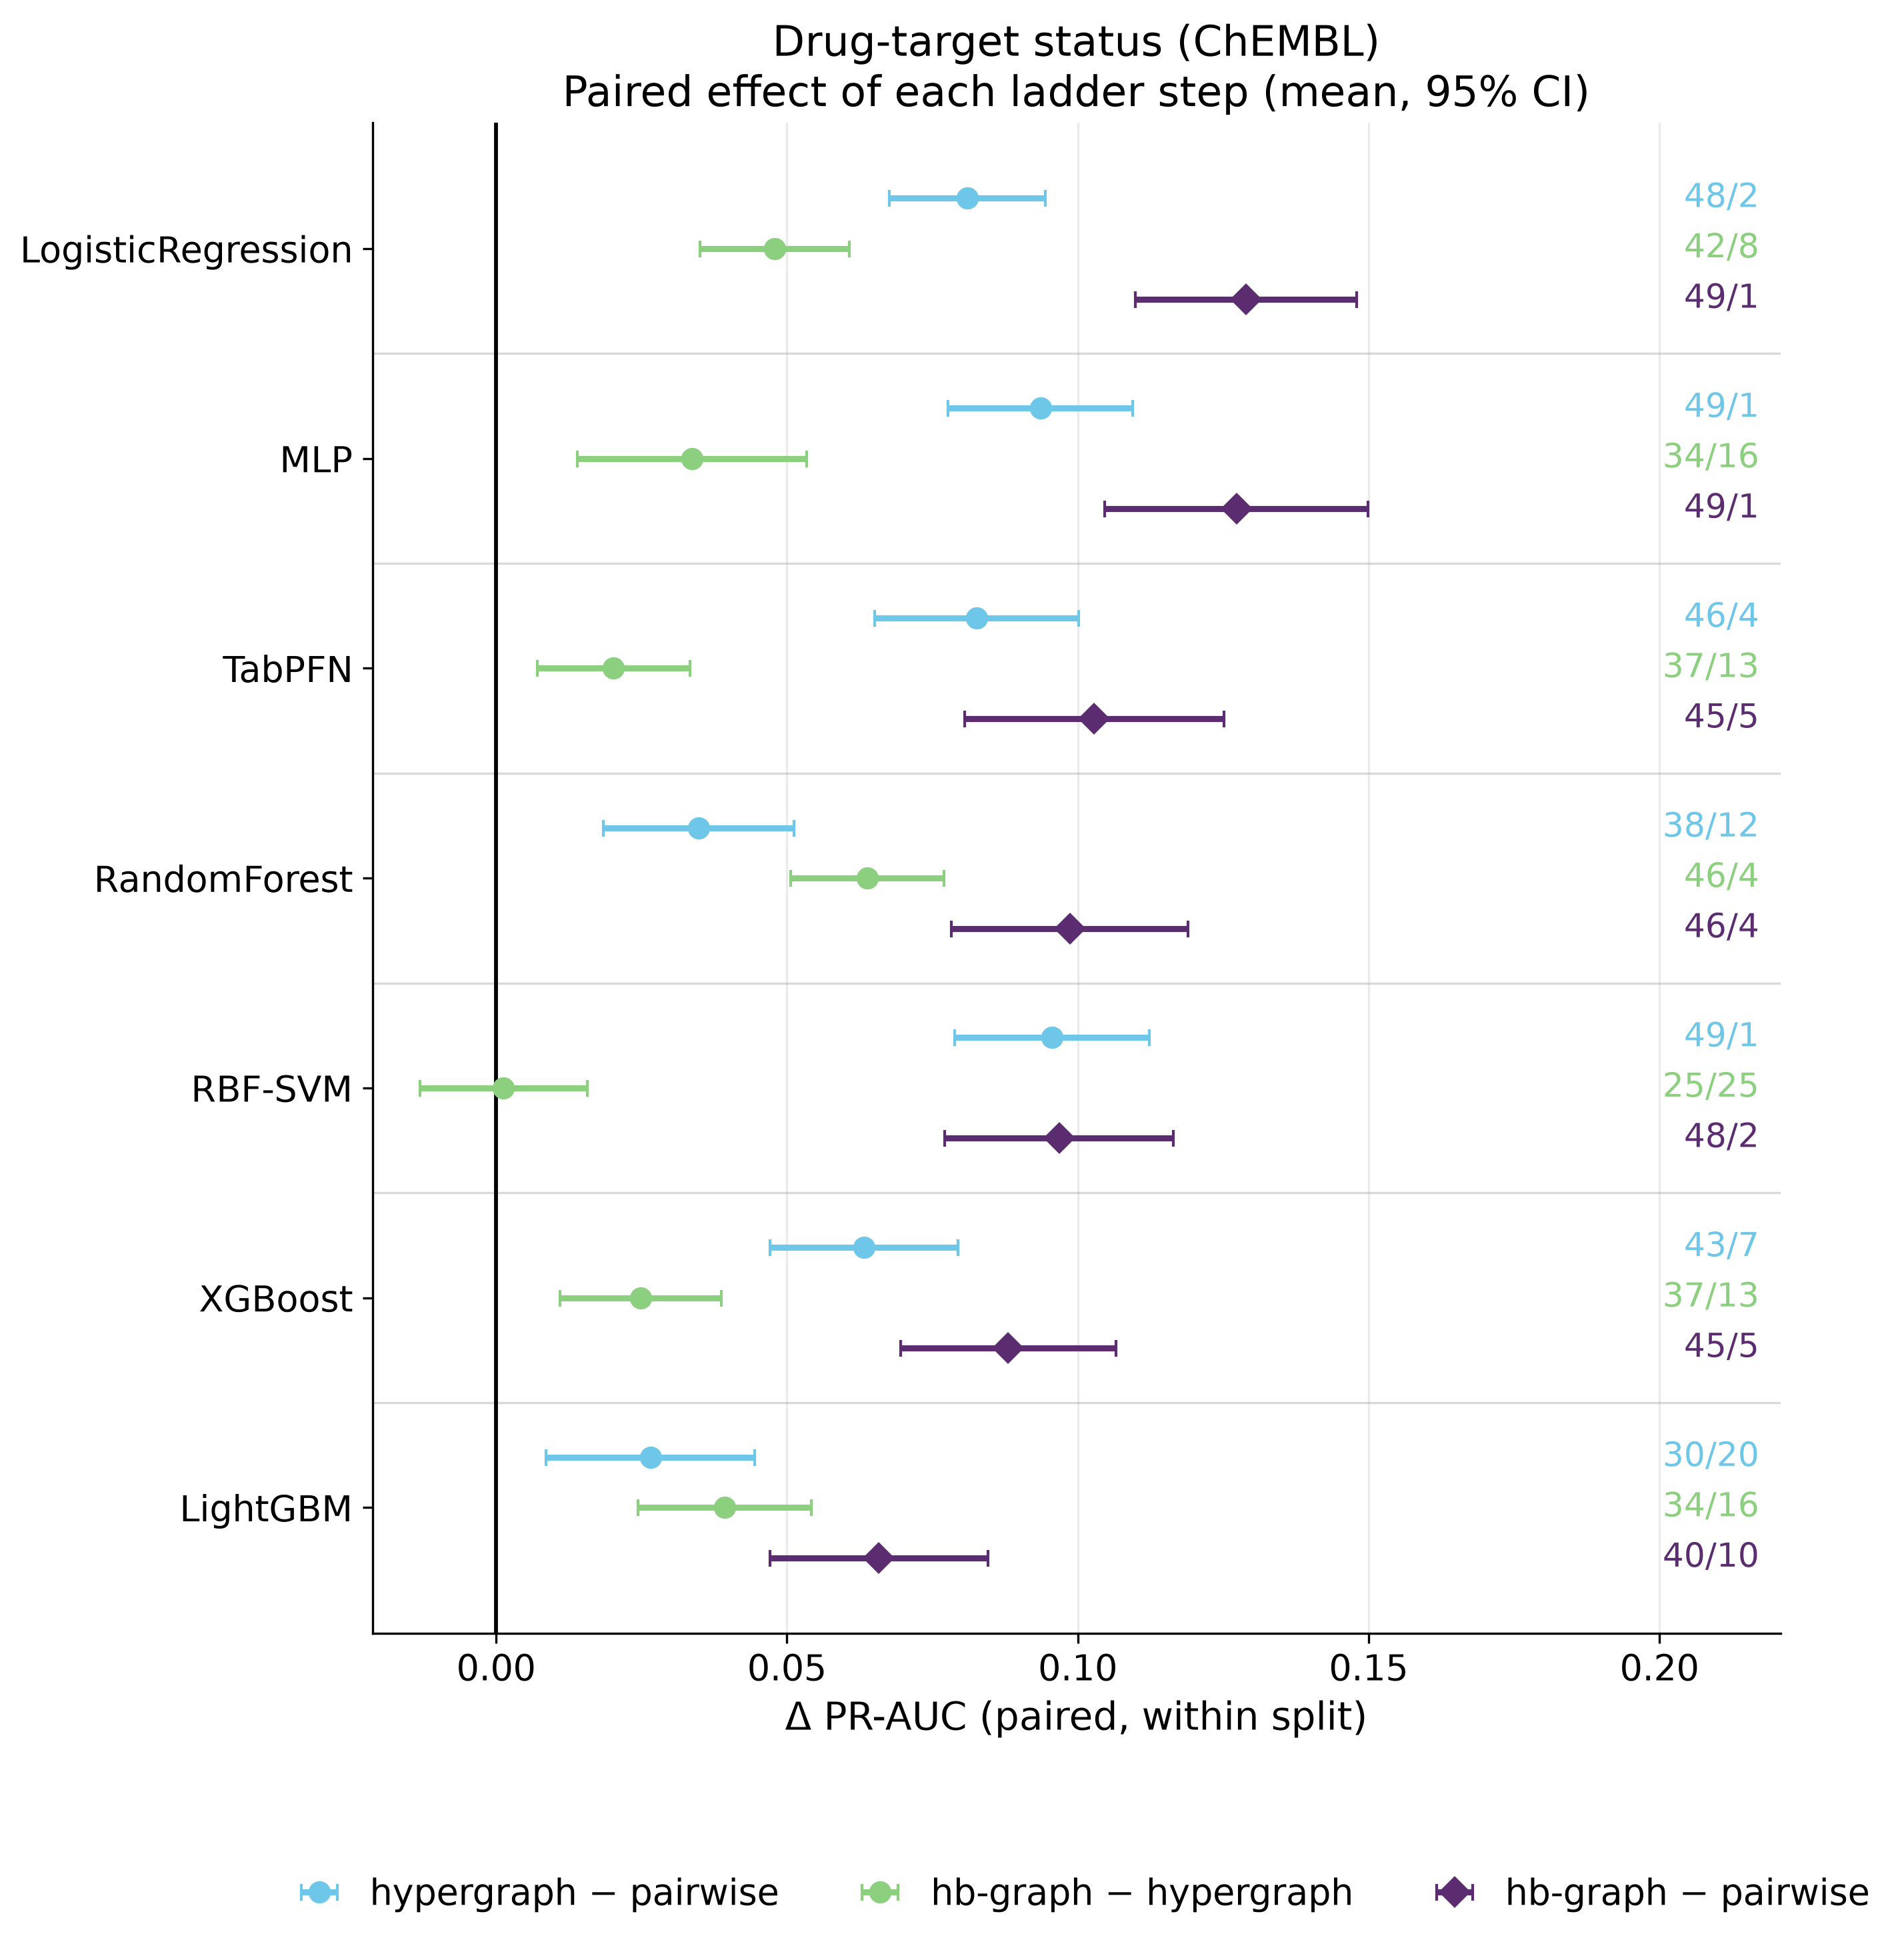 Drug-target status (ChEMBL)
Paired effect of each ladder step (mean, 95% CI)
LogisticRegression
48/2
42/8
49/1
MLP
49/1
34/16
49/1
TabPFN
46/4
37/13
45/5
RandomForest
38/12
46/4
46/4
RBF-SVM
49/1
25/25
48/2
XGBoost
43/7
37/13
45/5
LightGBM
30/20
34/16
40/10
0.00 0.05 0.10 0.15 0.20
Δ PR-AUC (paired, within split)
hypergraph − pairwise hb-graph − hypergraph hb-graph − pairwise